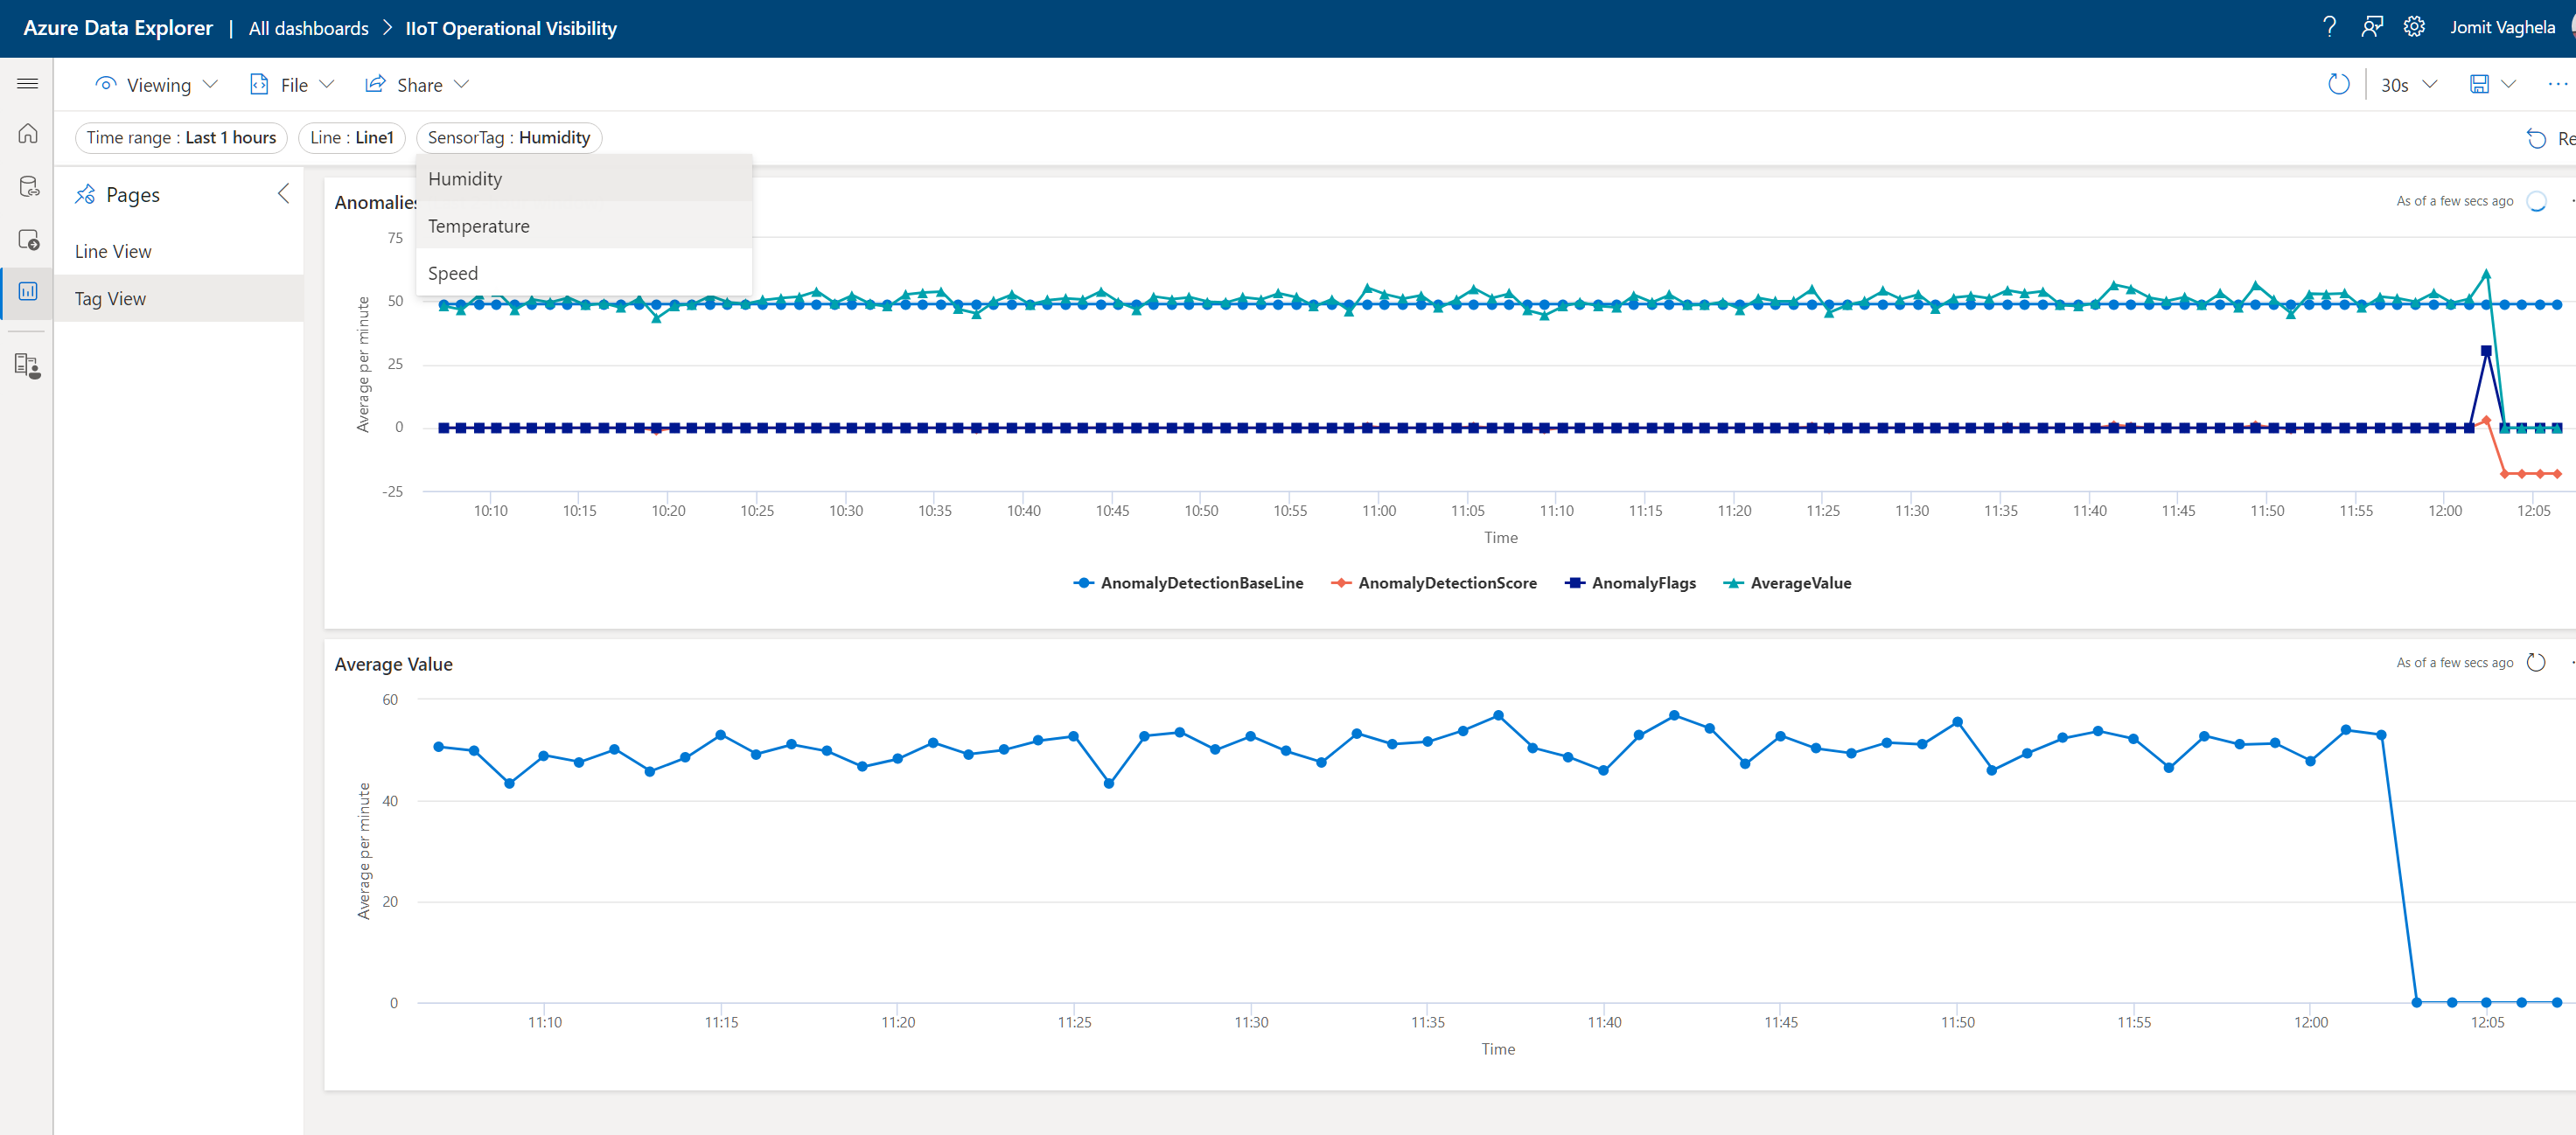 Azure Data Explorer | All dashboards > IIoT Operational Visibility
Jomit Vaghela
Viewing File Share
30s
Time range : Last 1 hours Line : Line1 SensorTag : Humidity
Re
Humidity
Temperature
Speed
Pages
Line View
Tag View
Anomalies
As of a few secs ago
75
50
25
0
-25
Average per minute
10:10 10:15 10:20 10:25 10:30 10:35 10:40 10:45 10:50 10:55 11:00 11:05 11:10 11:15 11:20 11:25 11:30 11:35 11:40 11:45 11:50 11:55 12:00 12:05
Time
AnomalyDetectionBaseLine AnomalyDetectionScore AnomalyFlags AverageValue
Average Value
As of a few secs ago
60
40
20
0
Average per minute
11:10 11:15 11:20 11:25 11:30 11:35 11:40 11:45 11:50 11:55 12:00 12:05
Time